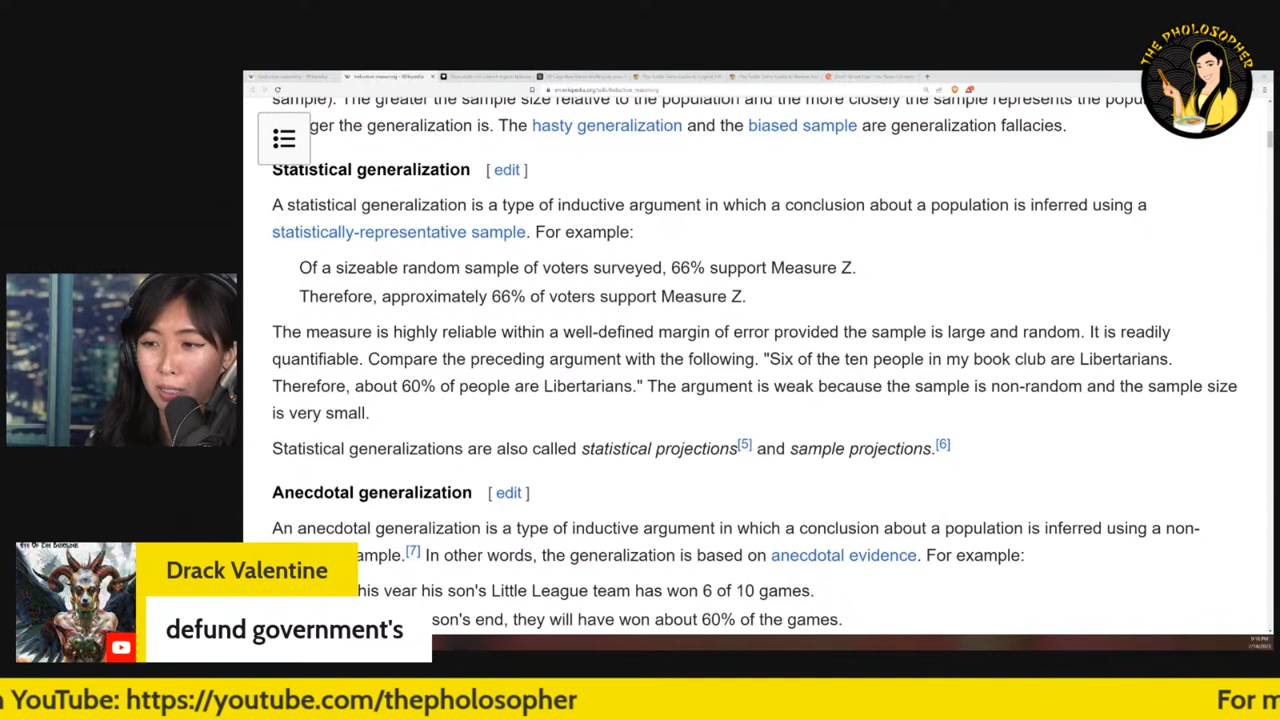 THE PHOLOSOPHER
en.wikipedia.org/wiki/Inductive_reasoning
sample). The greater the sample size relative to the population and the more closely the sample represents the
ger the generalization is. The hasty generalization and the biased sample are generalization fallacies.
Statistical generalization [ edit ]
A statistical generalization is a type of inductive argument in which a conclusion about a population is inferred using a
statistically-representative sample. For example:
Of a sizeable random sample of voters surveyed, 66% support Measure Z.
Therefore, approximately 66% of voters support Measure Z.
The measure is highly reliable within a well-defined margin of error provided the sample is large and random. It is readily
quantifiable. Compare the preceding argument with the following. "Six of the ten people in my book club are Libertarians.
Therefore, about 60% of people are Libertarians." The argument is weak because the sample is non-random and the sample size
is very small.
Statistical generalizations are also called statistical projections[5] and sample projections.[6]
Anecdotal generalization [ edit ]
An anecdotal generalization is a type of inductive argument in which a conclusion about a population is inferred using a non-
ample.[7] In other words, the generalization is based on anecdotal evidence. For example:
his year his son's Little League team has won 6 of 10 games.
son's end, they will have won about 60% of the games.
Drack Valentine
defund government's
YouTube: https://youtube.com/thepholosopher
For